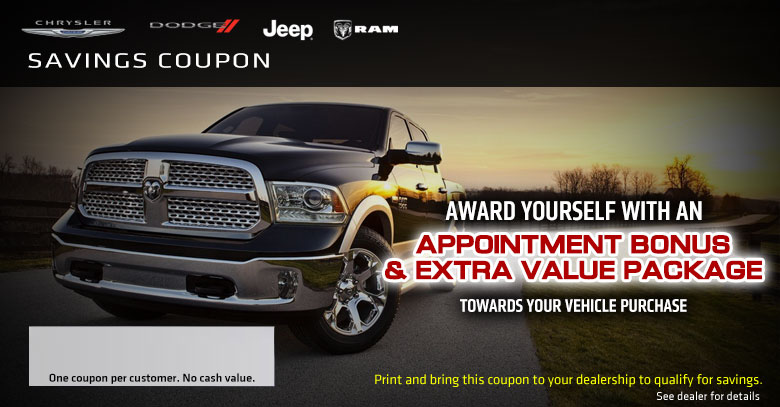 CHRYSLER DODGE Jeep RAM
SAVINGS COUPON
AWARD YOURSELF WITH AN
APPOINTMENT BONUS
& EXTRA VALUE PACKAGE
TOWARDS YOUR VEHICLE PURCHASE
One coupon per customer. No cash value.
Print and bring this coupon to your dealership to qualify for savings.
See dealer for details